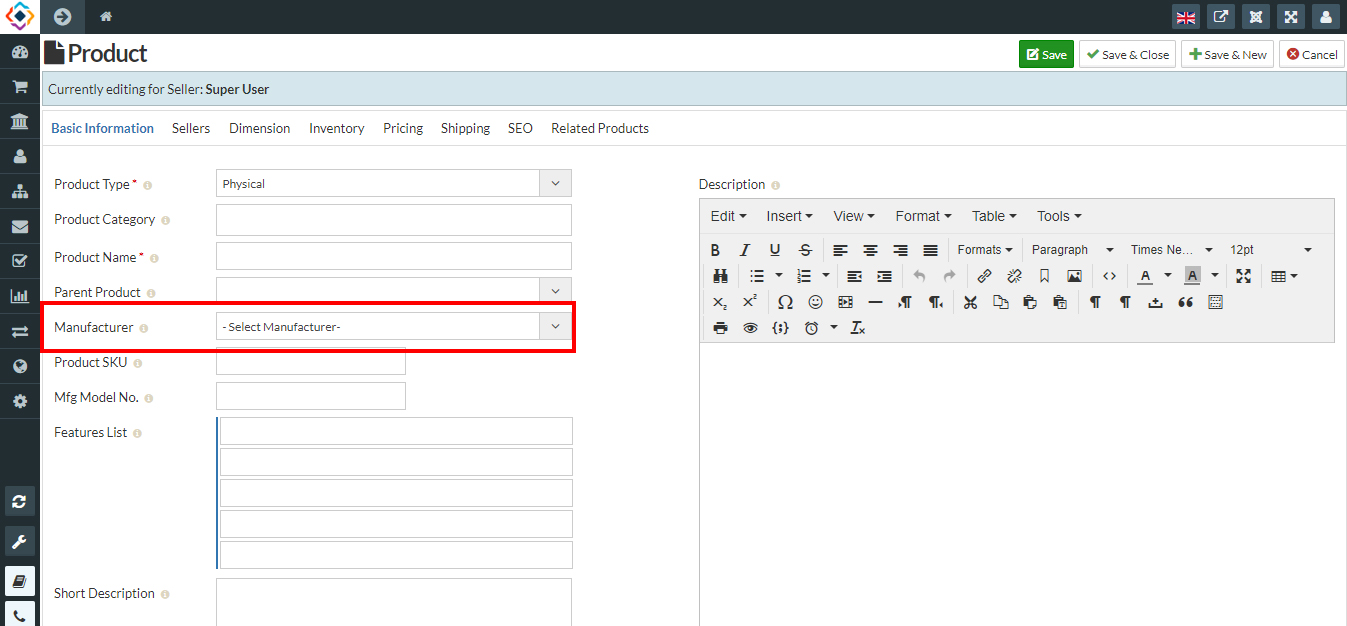 Product
Save
Save & Close
Save & New
Cancel
Currently editing for Seller: Super User
Basic Information Sellers Dimension Inventory Pricing Shipping SEO Related Products
Product Type * Physical
Product Category
Product Name *
Parent Product
Manufacturer - Select Manufacturer-
Product SKU
Mfg Model No.
Features List
Short Description
Description
Edit Insert View Format Table Tools
B I U S Formats Paragraph Times Ne... 12pt
A A